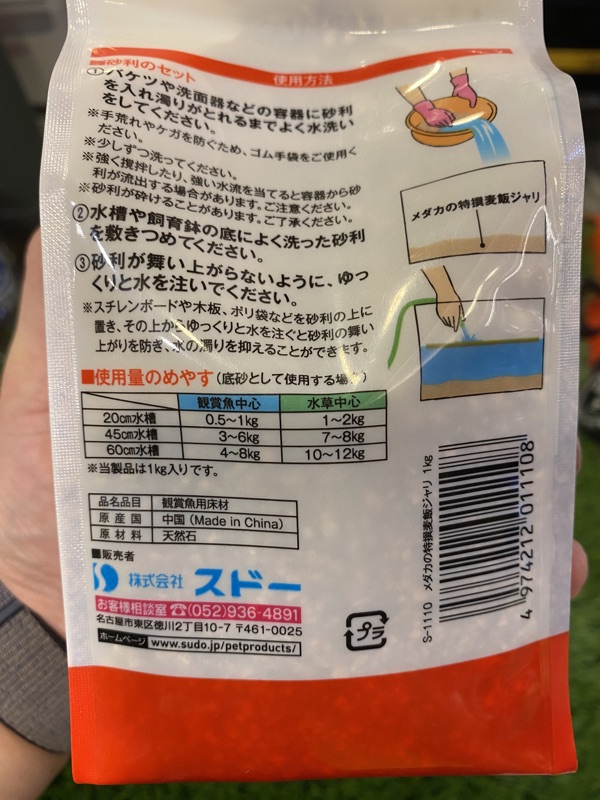 ■砂利のセット
使用方法
①バケツや洗面器などの容器に砂利
を入れ濁りがとれるまでよく水洗い
をしてください。
※手荒れやケガを防ぐため、ゴム手袋をご使用く
ださい。
※少しずつ洗ってください。
※強く撹拌したり、強い水流を当てると容器から砂
利が流出する場合があります。ご注意ください。
※砂利が砕けることがあります。ご了承ください。
②水槽や飼育鉢の底によく洗った砂利
を敷きつめてください。
③砂利が舞い上がらないように、ゆっ
くりと水を注いでください。
※スチレンボードや木板、ポリ袋などを砂利の上に
置き、その上からゆっくりと水を注ぐと砂利の舞い
上がりを防ぎ、水の濁りを抑えることができます。
メダカの特撰麦飯ジャリ
■使用量のめやす(底砂として使用する場合)
観賞魚中心 水草中心
20cm水槽 0.5〜1kg 1〜2kg
45cm水槽 3〜6kg 7〜8kg
60cm水槽 4〜8kg 10〜12kg
※当製品は1kg入りです。
品名品目 観賞魚用床材
原産国 中国(Made in China)
原材料 天然石
■販売者
株式会社 スドー
お客様相談室☎(052)936-4891
名古屋市東区徳川2丁目10-7 〒461-0025
ホームページ www.sudo.jp/petproducts/
プラ
S-1110 メダカの特撰麦飯ジャリ 1kg
4 974212 011108